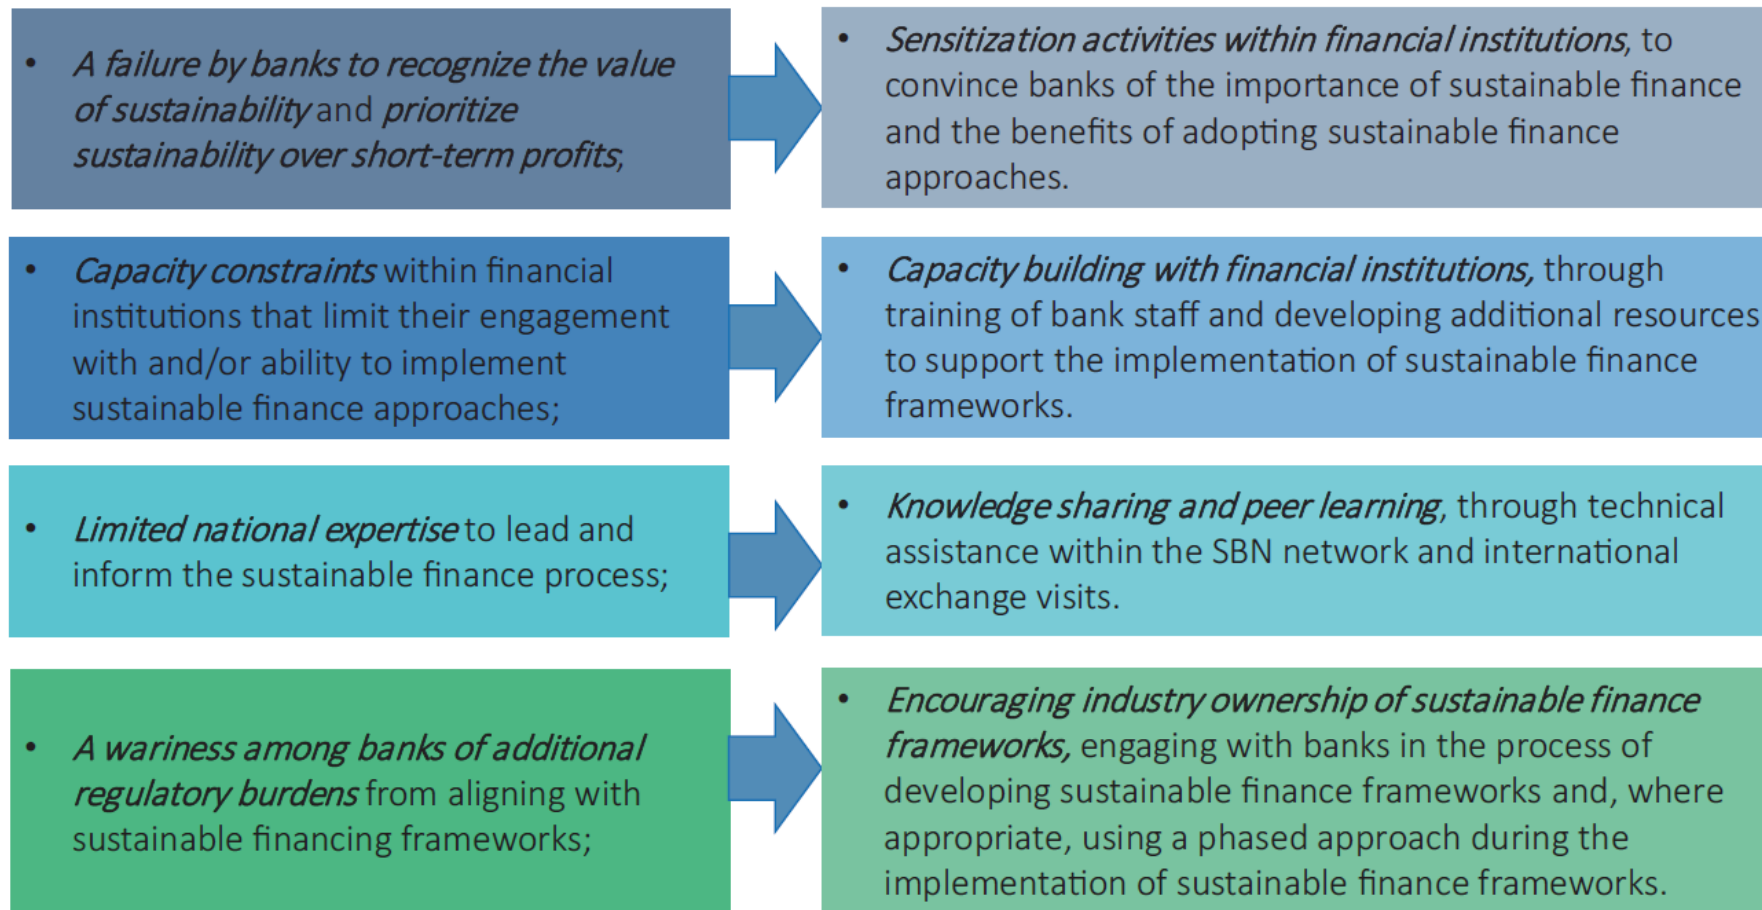 • A failure by banks to recognize the value
of sustainability and prioritize
sustainability over short-term profits,
• Sensitization activities within financial institutions, to
convince banks of the importance of sustainable finance
and the benefits of adopting sustainable finance
approaches.
• Capacity constraints within financial
institutions that limit their engagement
with and/or ability to implement
sustainable finance approaches;
• Capacity building with financial institutions, through
training of bank staff and developing additional resources
to support the implementation of sustainable finance
frameworks.
• Limited national expertise to lead and
inform the sustainable finance process;
• Knowledge sharing and peer learning, through technical
assistance within the SBN network and international
exchange visits.
• A wariness among banks of additional
regulatory burdens from aligning with
sustainable financing frameworks;
• Encouraging industry ownership of sustainable finance
frameworks, engaging with banks in the process of
developing sustainable finance frameworks and, where
appropriate, using a phased approach during the
implementation of sustainable finance frameworks.